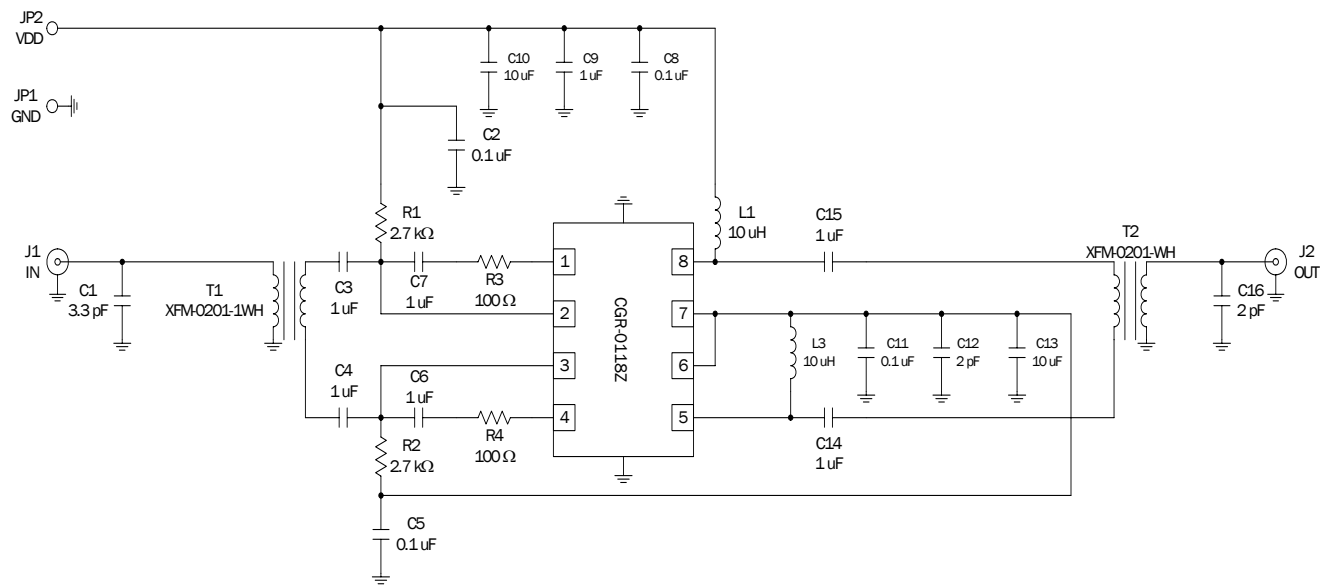 JP2
VDD
C10
10 uF
C9
1 uF
C8
0.1 uF
JP1
GND
C2
0.1 uF
R1
2.7 kΩ
L1
10 uH
C15
1 uF
T2
XFM-0201-WH
J1
IN
J2
OUT
C1
3.3 pF
T1
XFM-0201-1WH
C3
1 uF
C7
1 uF
R3
100 Ω
1
2
3
4
CGR-0118Z
8
7
6
5
C16
2 pF
L3
10 uH
C11
0.1 uF
C12
2 pF
C13
10 uF
C4
1 uF
C6
1 uF
R4
100 Ω
R2
2.7 kΩ
C14
1 uF
C5
0.1 uF